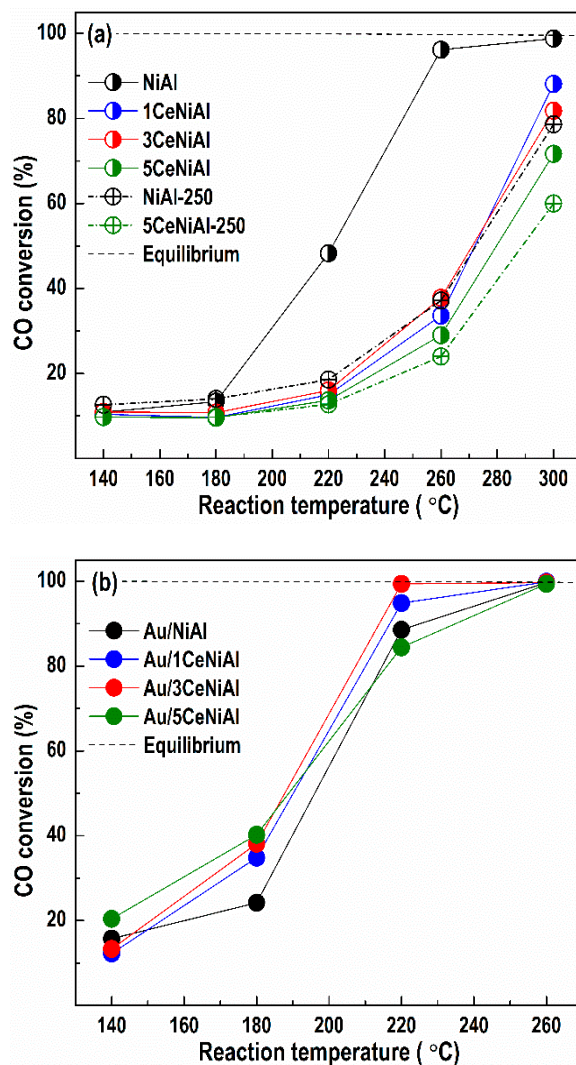 (a)
NiAl
1CeNiAl
3CeNiAl
5CeNiAl
NiAl-250
5CeNiAl-250
Equilibrium
CO conversion (%)
100
80
60
40
20
140 160 180 200 220 240 260 280 300
Reaction temperature ( °C)
(b)
Au/NiAl
Au/1CeNiAl
Au/3CeNiAl
Au/5CeNiAl
Equilibrium
CO conversion (%)
100
80
60
40
20
140 160 180 200 220 240 260
Reaction temperature ( °C)